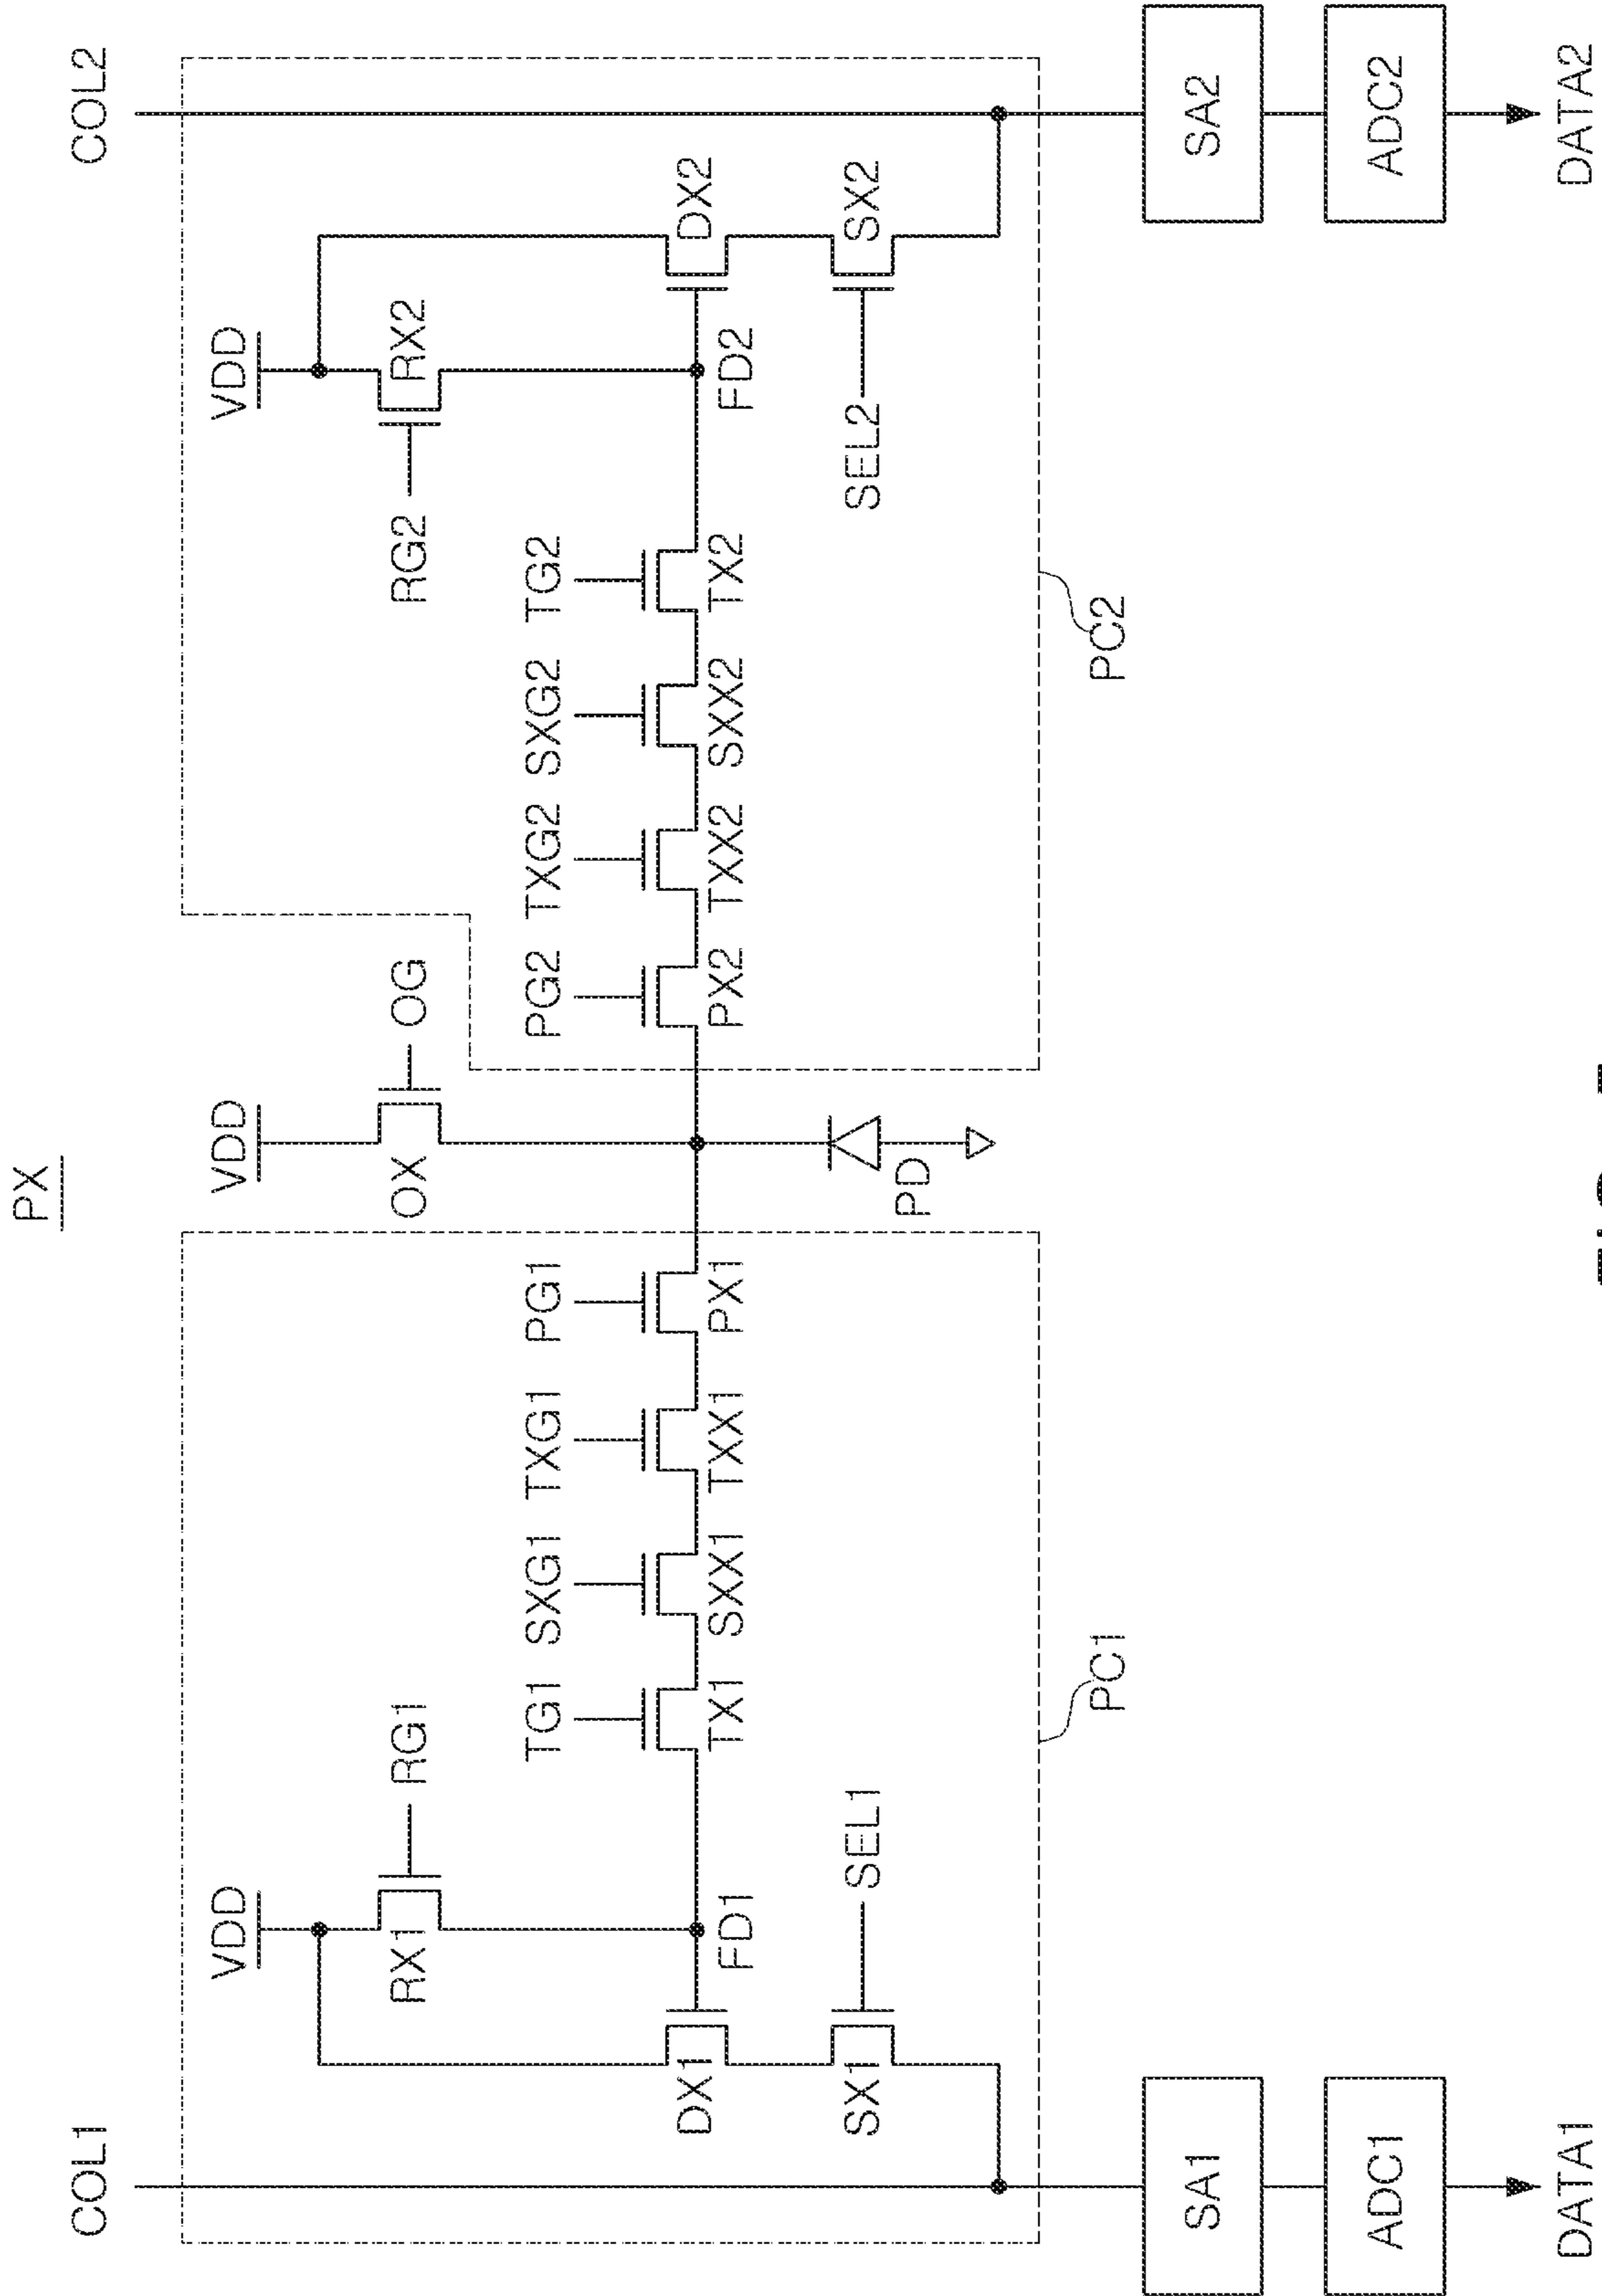 PX
COL1
COL2
VDD
VDD
VDD
RX1
RG1
OX
OG
RG2
RX2
TG1
SXG1
TXG1
PG1
PG2
TXG2
SXG2
TG2
DX1
DX2
FD1
TX1
SXX1
TXX1
PX1
PX2
TXX2
SXX2
TX2
FD2
SX1
SEL1
PD
SEL2
SX2
PC1
PC2
SA1
SA2
ADC1
ADC2
DATA1
DATA2